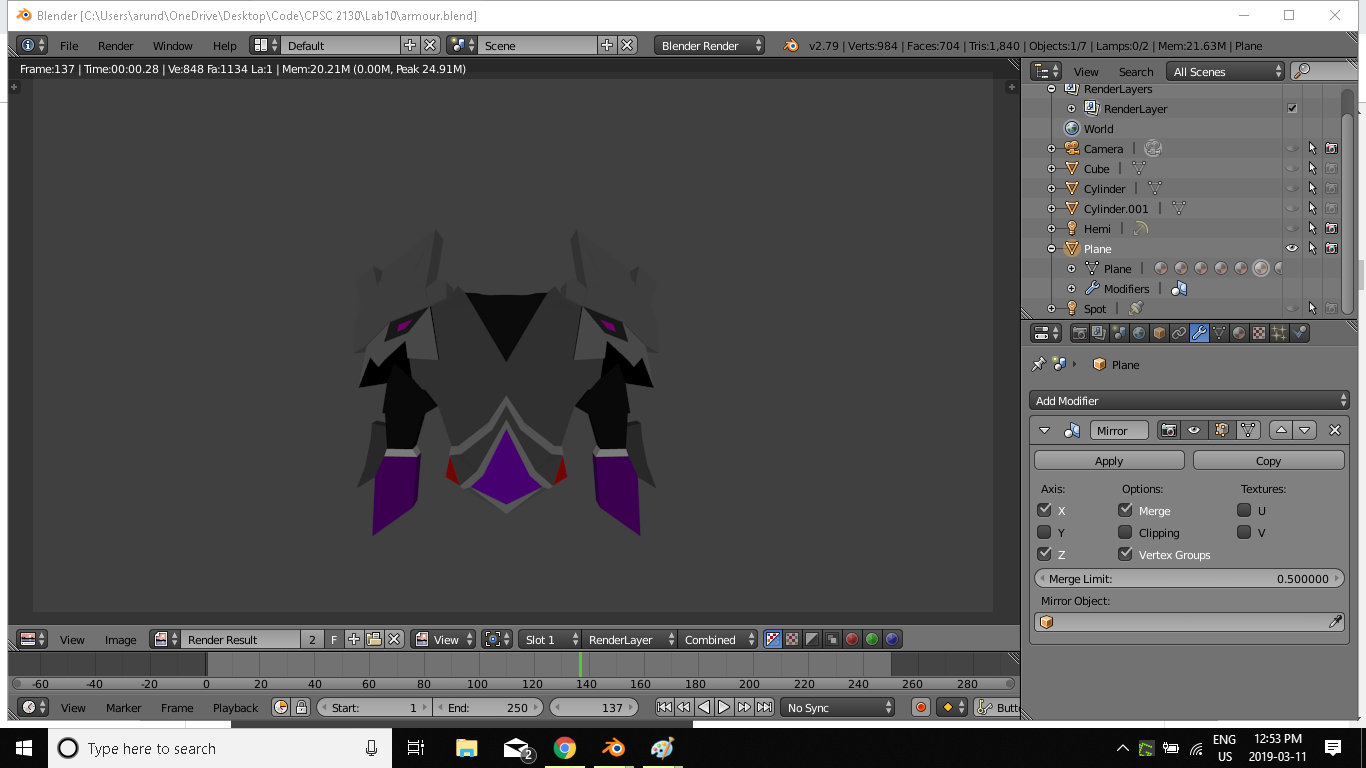 Blender [C:\Users\arund\OneDrive\Desktop\Code\CPSC 2130\Lab10\armour.blend]
File Render Window Help Default Scene Blender Render v2.79 | Verts:984 | Faces:704 | Tris:1,840 | Objects:1/7 | Lamps:0/2 | Mem:21.63M | Plane
Frame:137 | Time:00:00.28 | Ve:848 Fa:1134 La:1 | Mem:20.21M (0.00M, Peak 24.91M)
View Search All Scenes
RenderLayers
RenderLayer
World
Camera
Cube
Cylinder
Cylinder.001
Hemi
Plane
Plane
Modifiers
Spot
Plane
Add Modifier
Mirror
Apply Copy
Axis: Options: Textures:
X Merge U
Y Clipping V
Z Vertex Groups
Merge Limit: 0.500000
Mirror Object:
View Image Render Result 2 F View Slot 1 RenderLayer Combined
-60 -40 -20 0 20 40 60 80 100 120 140 160 180 200 220 240 260 280
View Marker Frame Playback Start: 1 End: 250 137 No Sync Butte
Type here to search
2
ENG
US
12:53 PM
2019-03-11